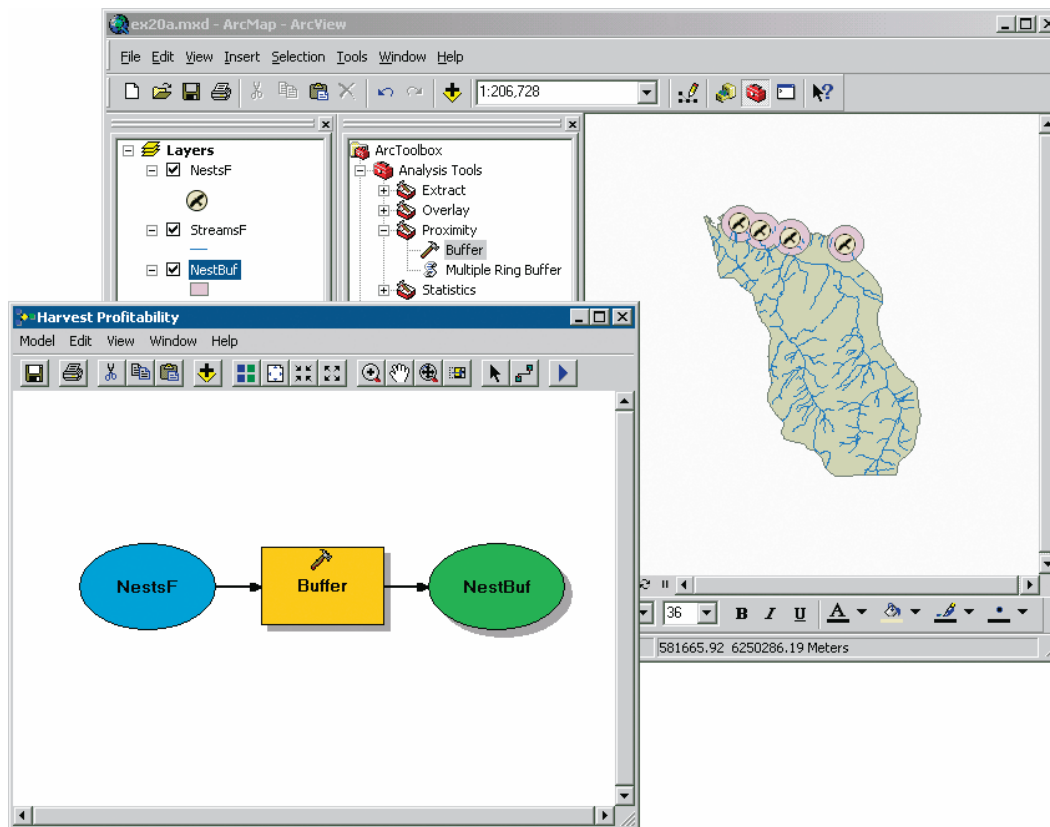 ex20a.mxd - ArcMap - ArcView
File Edit View Insert Selection Tools Window Help
1:206,728
Layers
NestsF
StreamsF
NestBuf
ArcToolbox
Analysis Tools
Extract
Overlay
Proximity
Buffer
Multiple Ring Buffer
Statistics
Harvest Profitability
Model Edit View Window Help
NestsF
Buffer
NestBuf
36 B I U A
581665.92 6250286.19 Meters